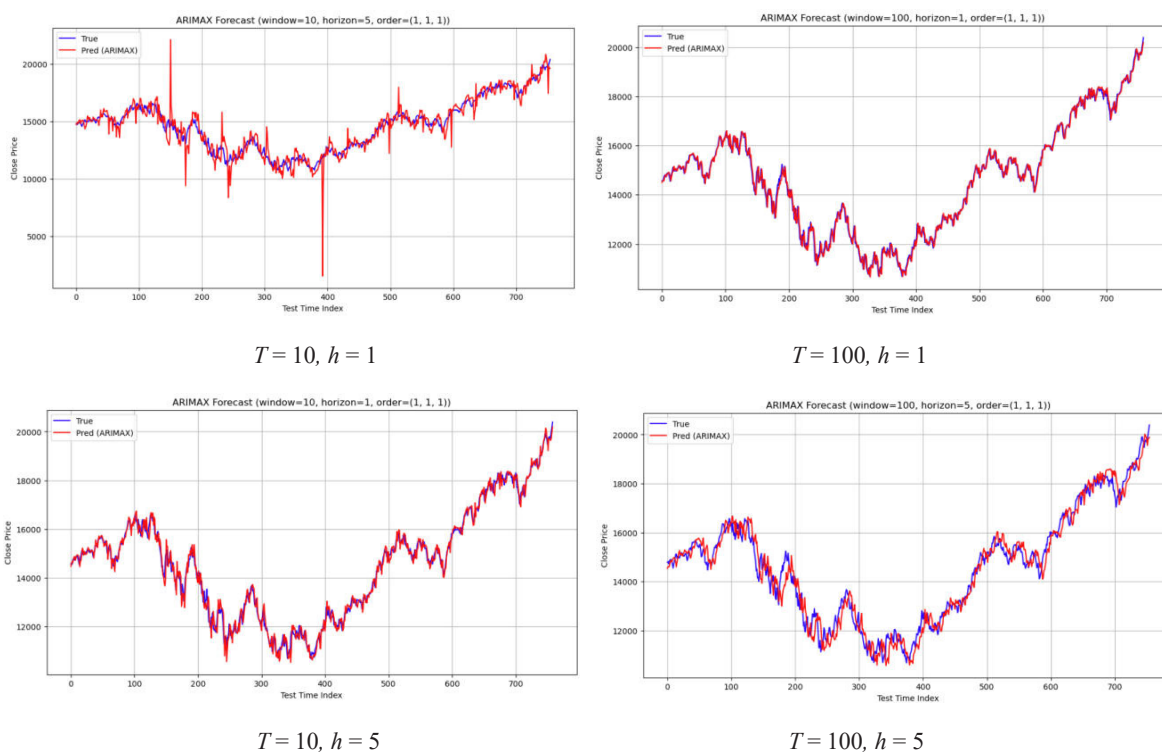 ARIMAX Forecast (window=10, horizon=5, order=(1, 1, 1))
True
Pred (ARIMAX)
20000
15000
10000
5000
Close Price
0 100 200 300 400 500 600 700
Test Time Index
T = 10, h = 1
ARIMAX Forecast (window=100, horizon=1, order=(1, 1, 1))
True
Pred (ARIMAX)
20000
18000
16000
14000
12000
Close Price
0 100 200 300 400 500 600 700
Test Time Index
T = 100, h = 1
ARIMAX Forecast (window=10, horizon=1, order=(1, 1, 1))
True
Pred (ARIMAX)
20000
18000
16000
14000
12000
Close Price
0 100 200 300 400 500 600 700
Test Time Index
T = 10, h = 5
ARIMAX Forecast (window=100, horizon=5, order=(1, 1, 1))
True
Pred (ARIMAX)
20000
18000
16000
14000
12000
Close Price
0 100 200 300 400 500 600 700
Test Time Index
T = 100, h = 5